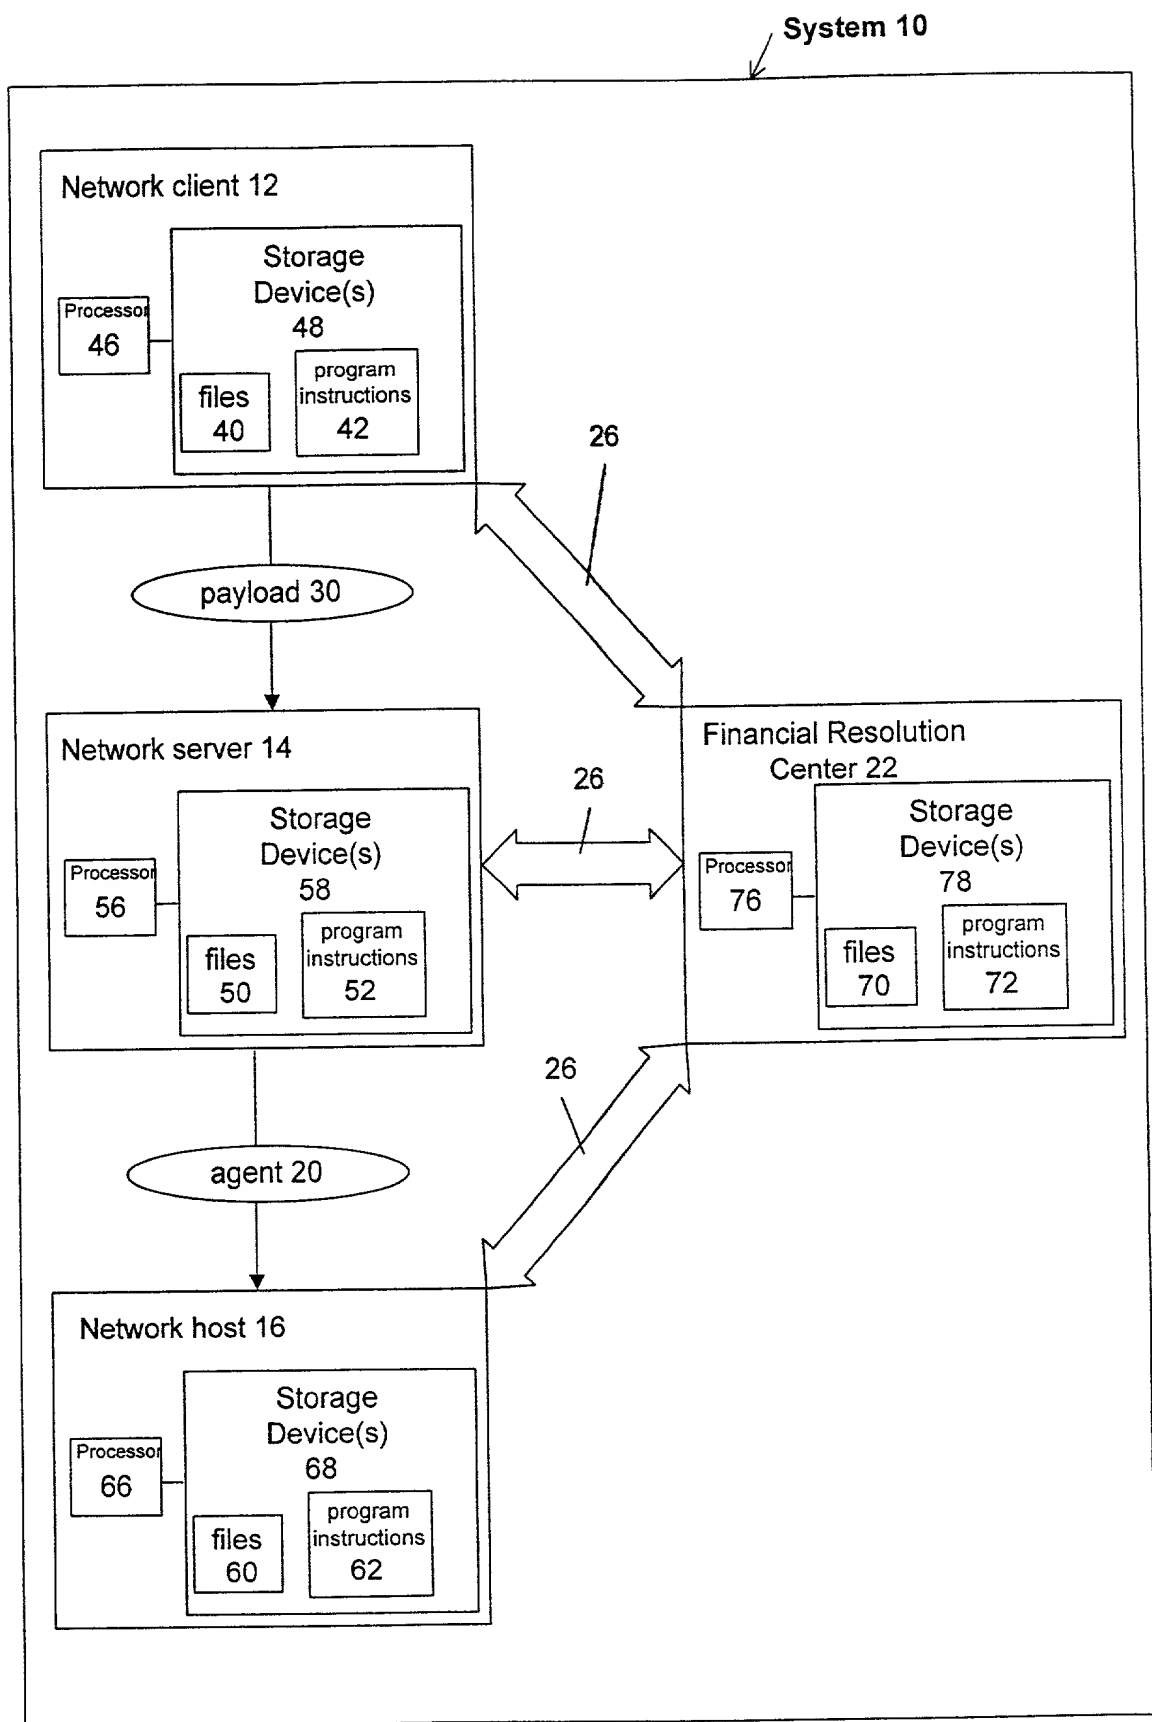 System 10
Network client 12
Storage
Device(s)
48
Processor
46
files
40
program
instructions
42
26
payload 30
Network server 14
Storage
Device(s)
58
Processor
56
files
50
program
instructions
52
26
Financial Resolution
Center 22
Storage
Device(s)
78
Processor
76
files
70
program
instructions
72
26
agent 20
Network host 16
Storage
Device(s)
68
Processor
66
files
60
program
instructions
62